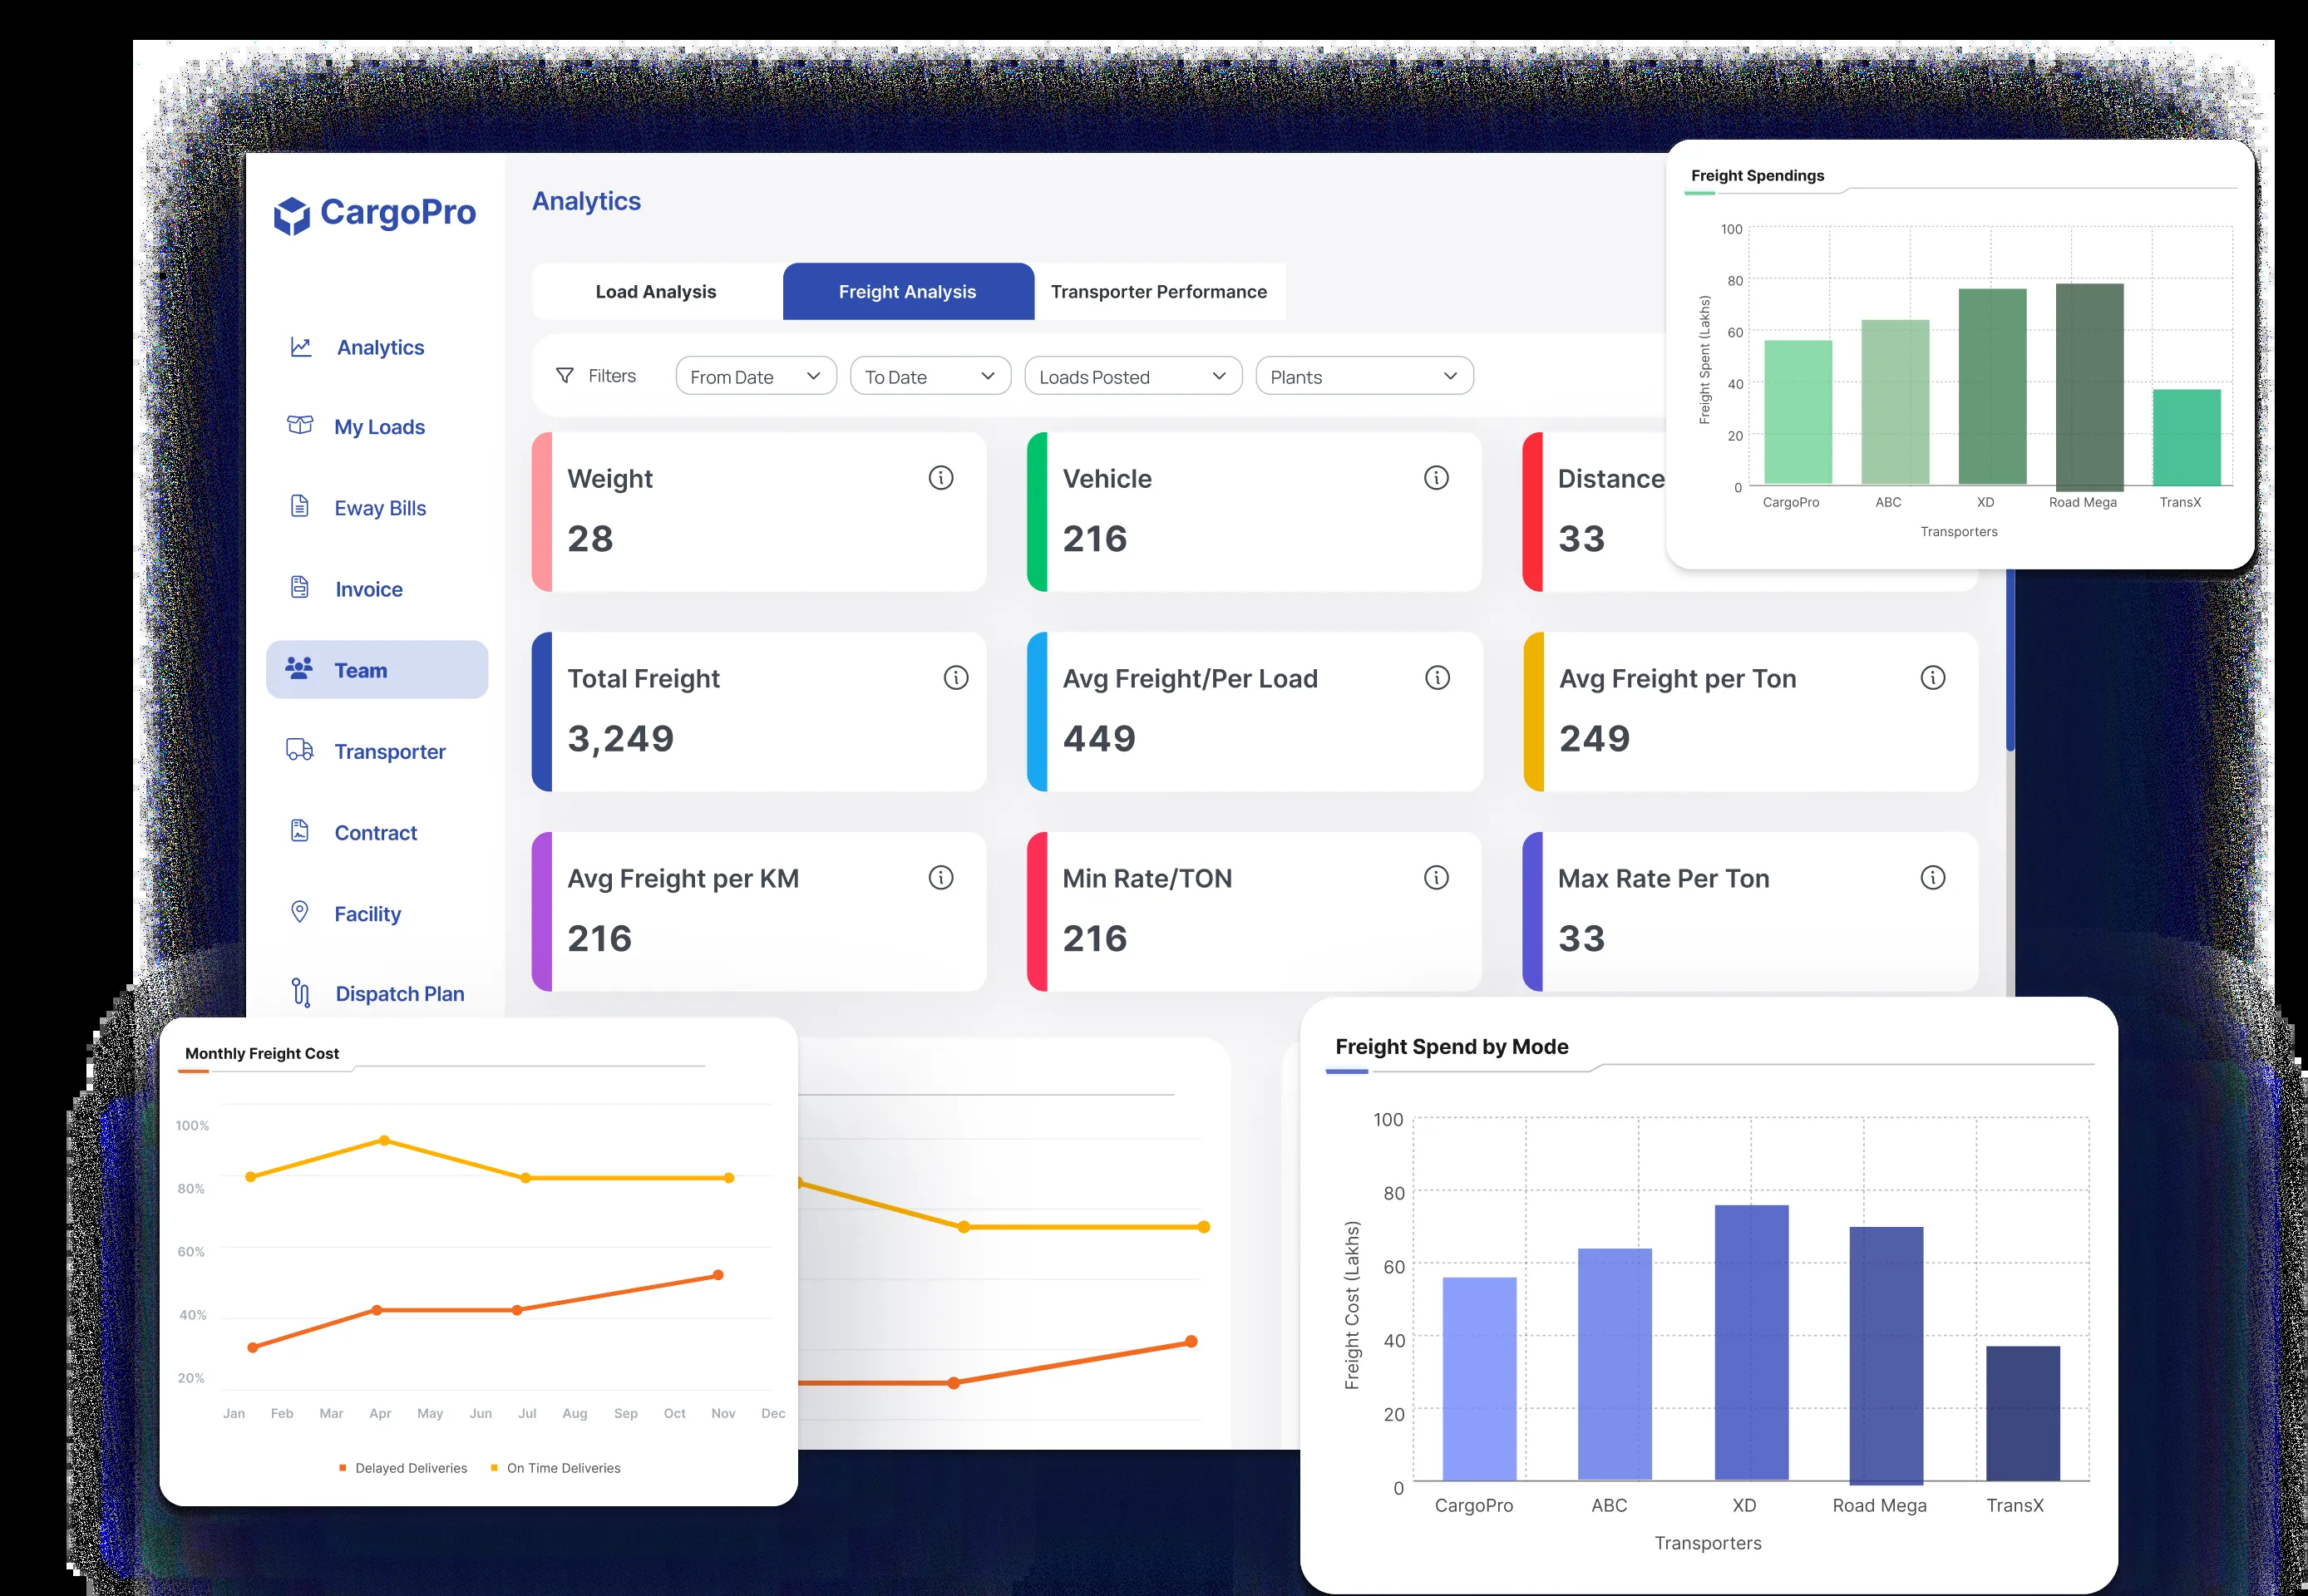 CargoPro
Analytics
My Loads
Eway Bills
Invoice
Team
Transporter
Contract
Facility
Dispatch Plan
Analytics
Load Analysis
Freight Analysis
Transporter Performance
Filters
From Date
To Date
Loads Posted
Plants
Weight
28
Vehicle
216
Distance
33
Total Freight
3,249
Avg Freight/Per Load
449
Avg Freight per Ton
249
Avg Freight per KM
216
Min Rate/TON
216
Max Rate Per Ton
33
Freight Spendings
Freight Spent (Lakhs)
100
80
60
40
20
0
CargoPro ABC XD Road Mega TransX
Transporters
Monthly Freight Cost
100%
80%
60%
40%
20%
Jan Feb Mar Apr May Jun Jul Aug Sep Oct Nov Dec
Delayed Deliveries On Time Deliveries
Freight Spend by Mode
Freight Cost (Lakhs)
100
80
60
40
20
0
CargoPro ABC XD Road Mega TransX
Transporters